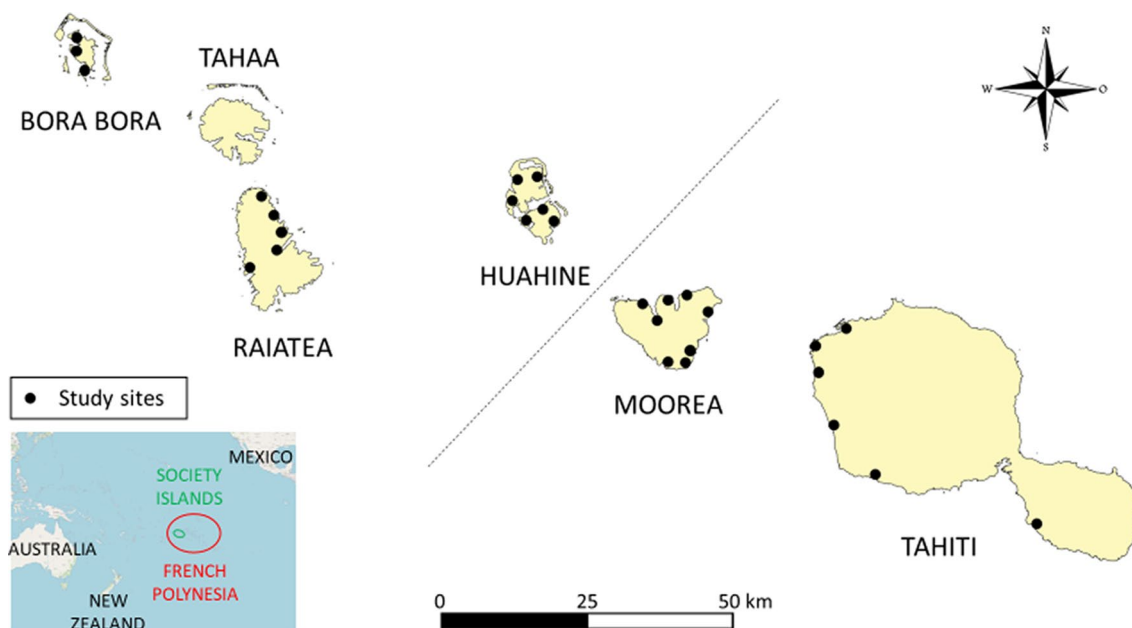 TAHAA
BORA BORA
N
W
O
S
HUAHINE
RAIATEA
MOOREA
Study sites
MEXICO
SOCIETY
ISLANDS
AUSTRALIA
FRENCH
POLYNESIA
NEW
ZEALAND
TAHITI
0 25 50 km